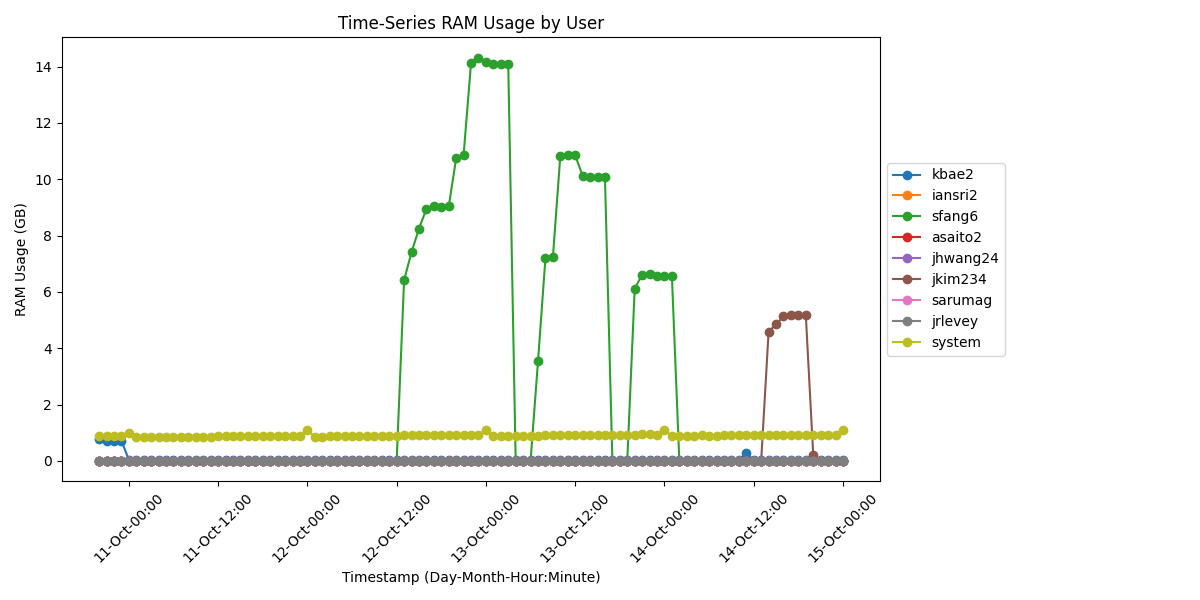 Time-Series RAM Usage by User
RAM Usage (GB)
14
12
10
8
6
4
2
0
11-Oct-00:00
11-Oct-12:00
12-Oct-00:00
12-Oct-12:00
13-Oct-00:00
13-Oct-12:00
14-Oct-00:00
14-Oct-12:00
15-Oct-00:00
Timestamp (Day-Month-Hour:Minute)
kbae2
iansri2
sfang6
asaito2
jhwang24
jkim234
sarumag
jrlevey
system